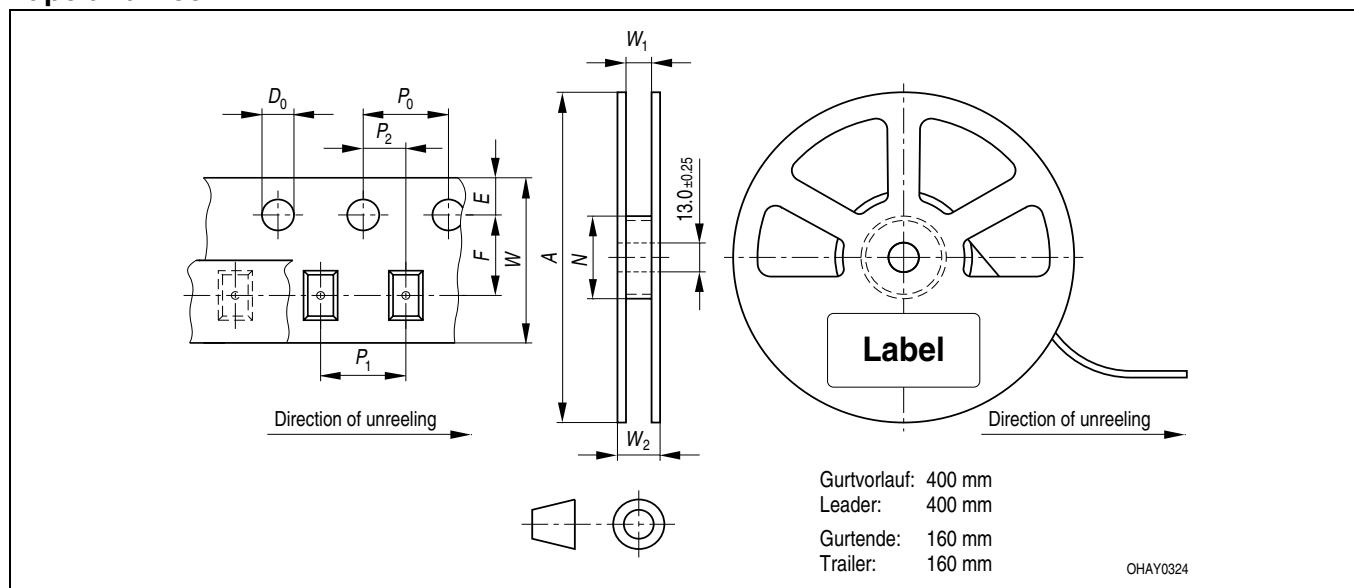 W₁
D₀
P₀
P₂
E
F
W
A
N
13.0±0.25
P₁
Label
Direction of unreeling
W₂
Direction of unreeling
Gurtvorlauf: 400 mm
Leader: 400 mm
Gurtende: 160 mm
Trailer: 160 mm
OHAY0324